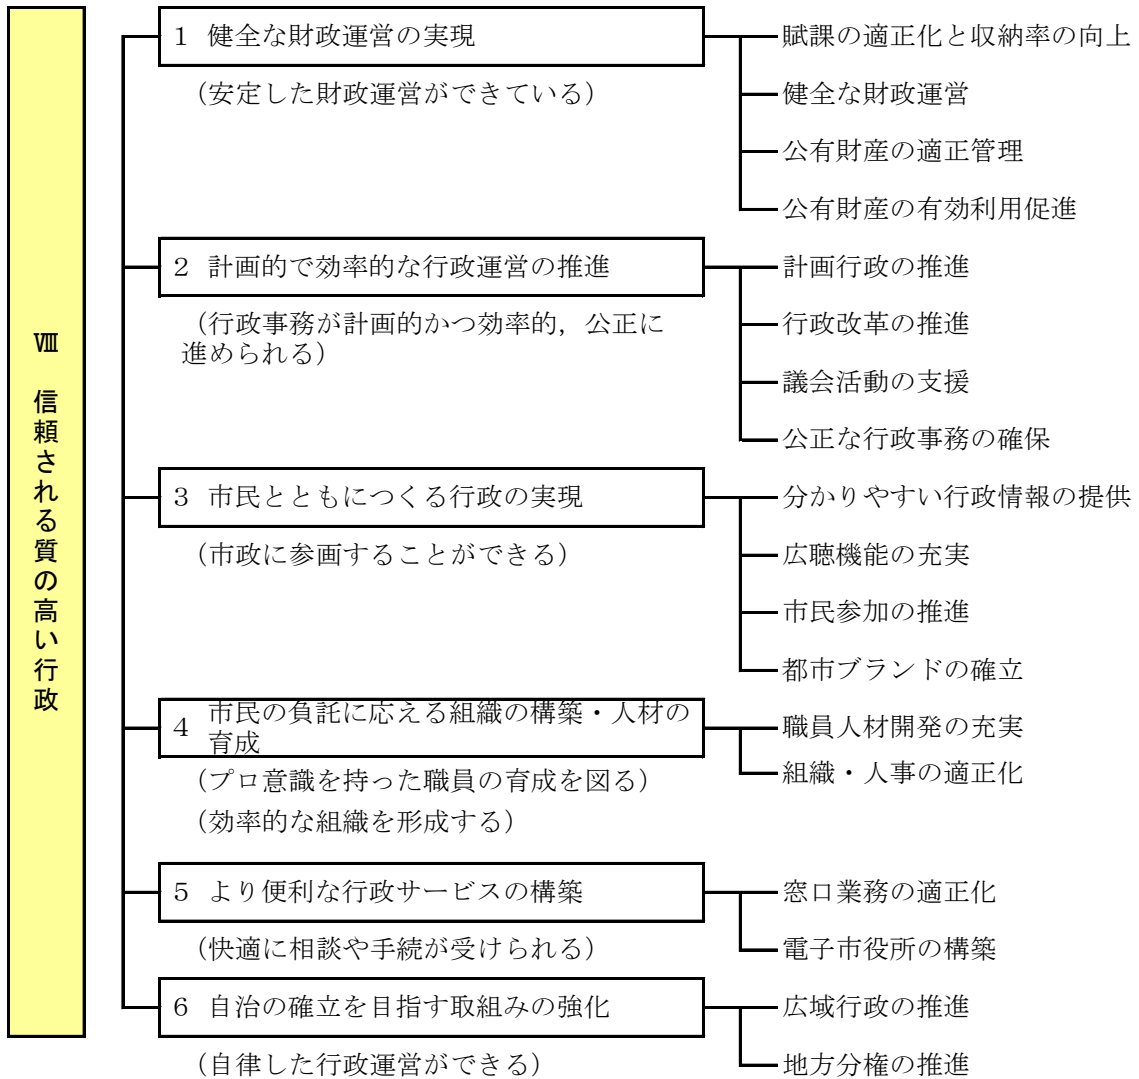 Ⅷ 信頼される質の高い行政
1 健全な財政運営の実現
(安定した財政運営ができている)
賦課の適正化と収納率の向上
健全な財政運営
公有財産の適正管理
公有財産の有効利用促進
2 計画的で効率的な行政運営の推進
(行政事務が計画的かつ効率的，公正に
進められる)
計画行政の推進
行政改革の推進
議会活動の支援
公正な行政事務の確保
3 市民とともにつくる行政の実現
(市政に参画することができる)
分かりやすい行政情報の提供
広聴機能の充実
市民参加の推進
都市ブランドの確立
4 市民の負託に応える組織の構築・人材の
育成
(プロ意識を持った職員の育成を図る)
(効率的な組織を形成する)
職員人材開発の充実
組織・人事の適正化
5 より便利な行政サービスの構築
(快適に相談や手続が受けられる)
窓口業務の適正化
電子市役所の構築
6 自治の確立を目指す取組みの強化
(自律した行政運営ができる)
広域行政の推進
地方分権の推進